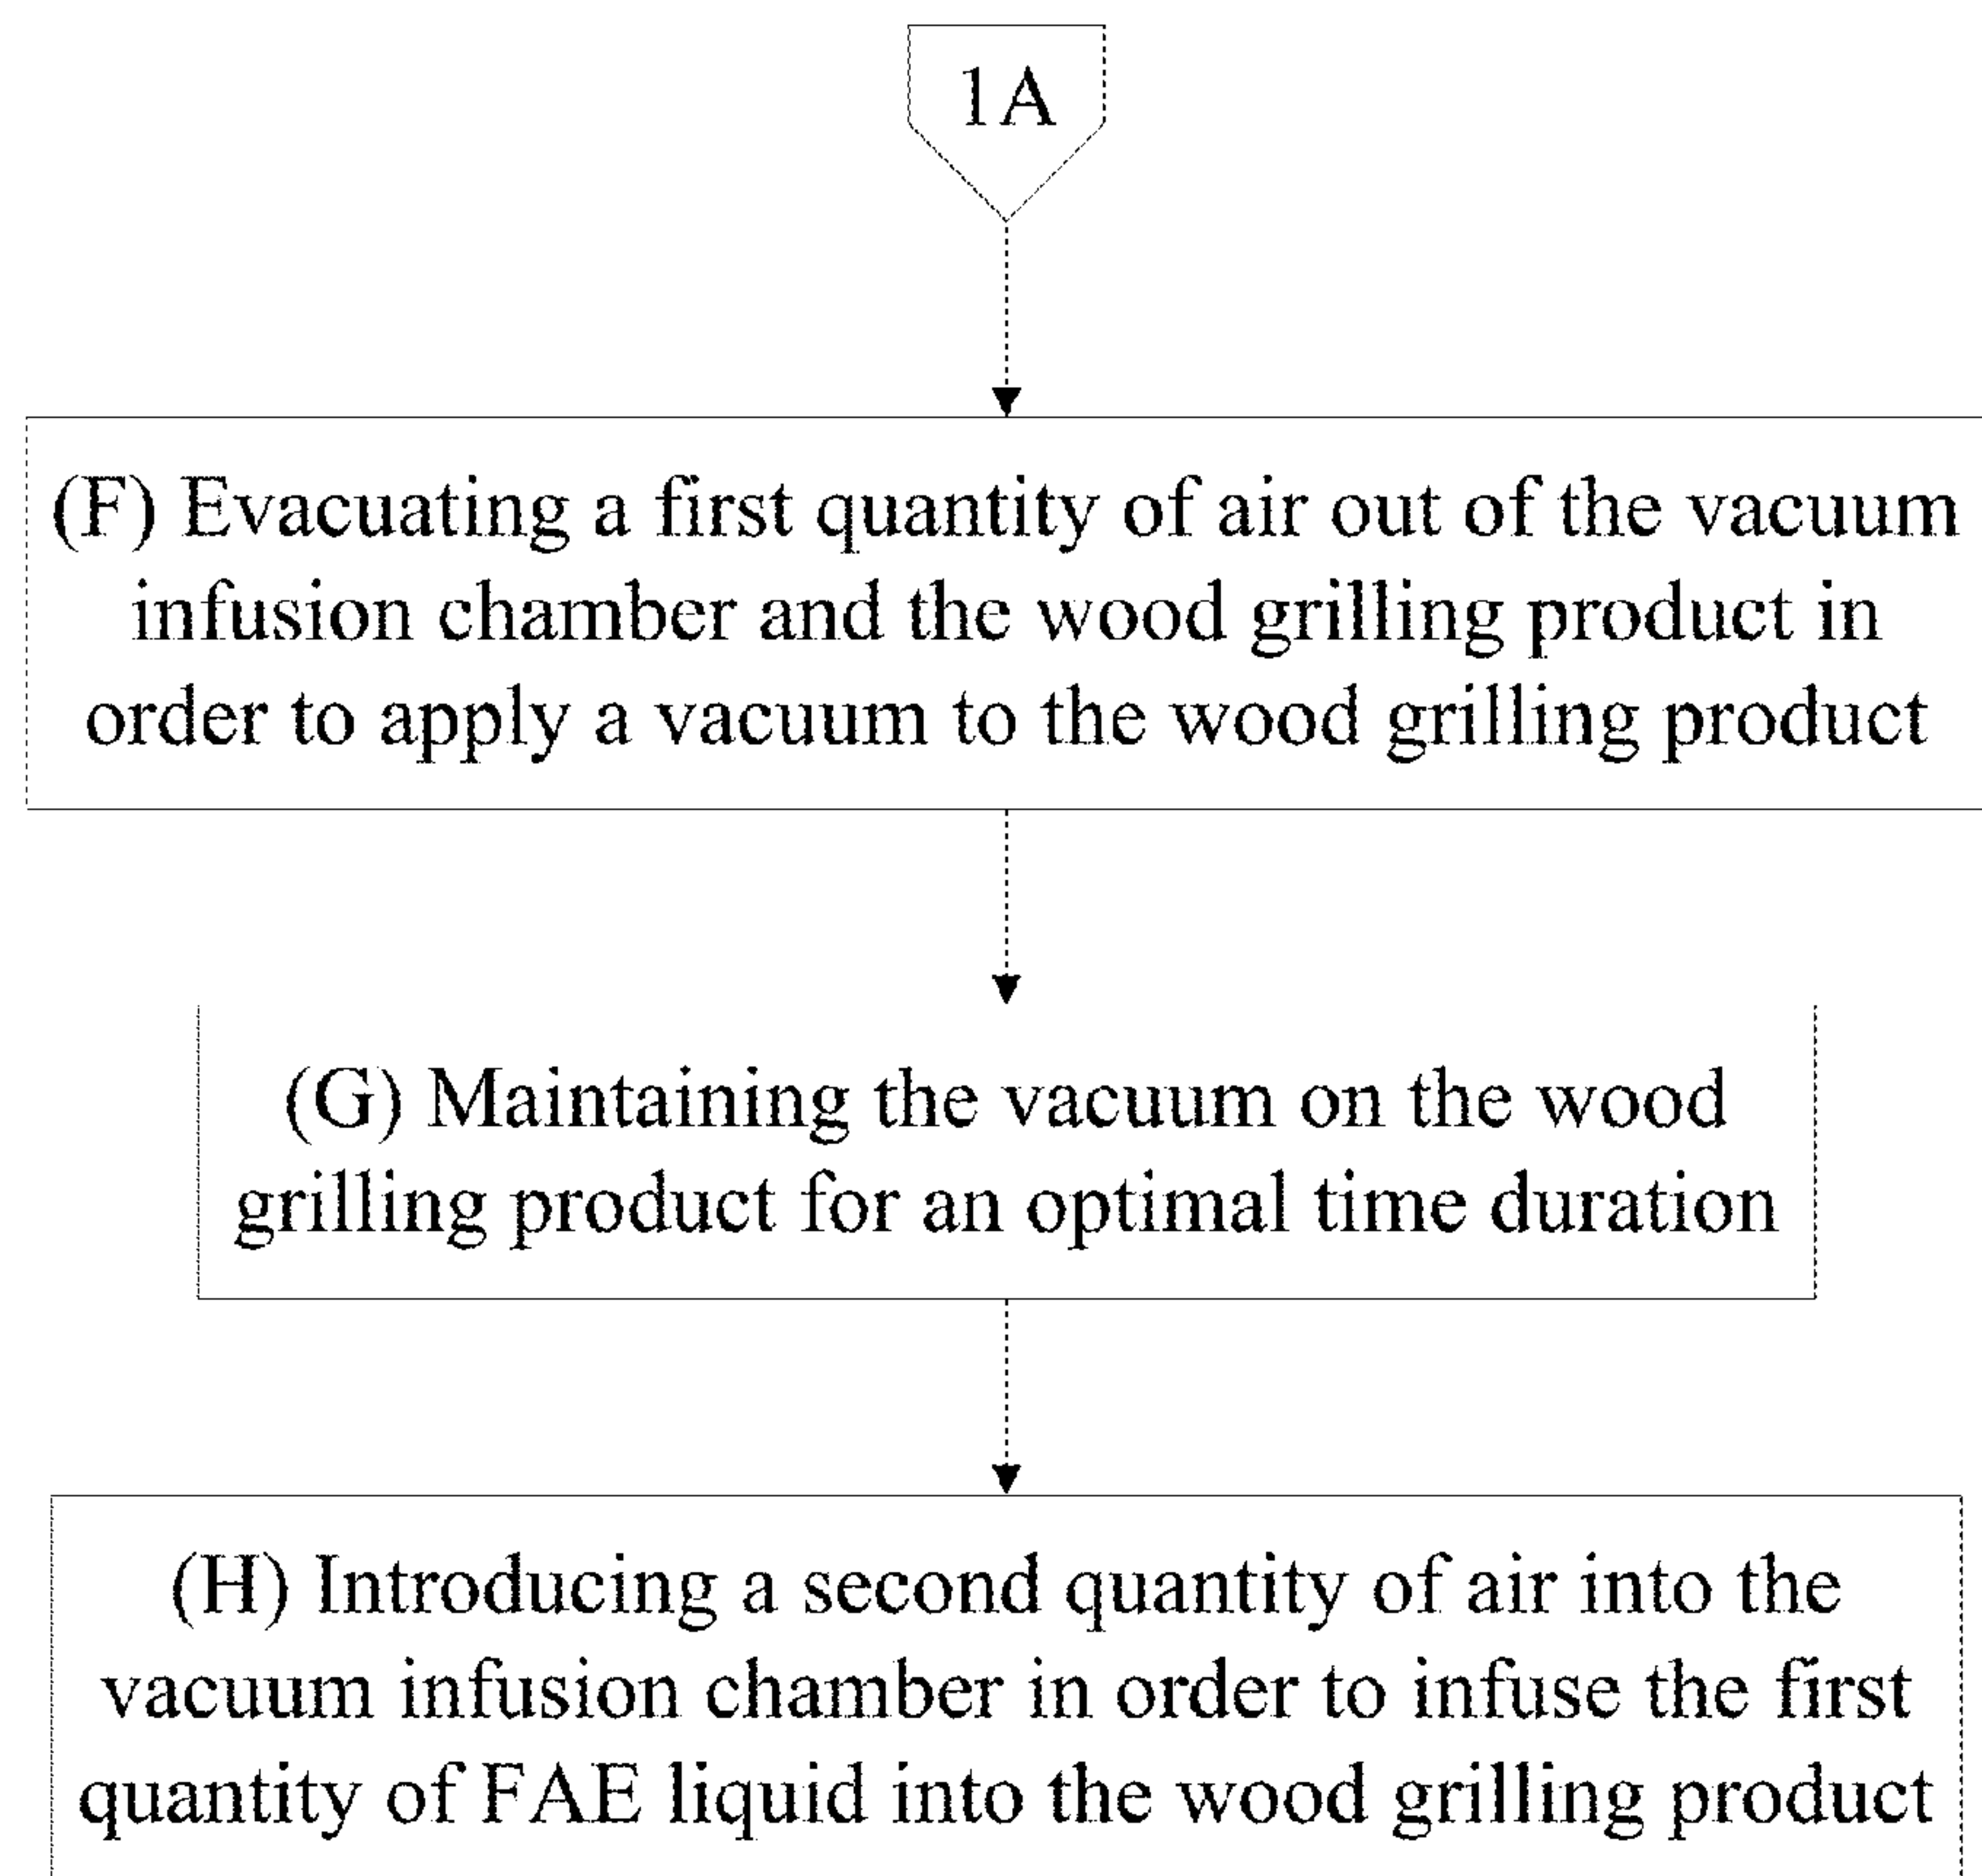 1A
(F) Evacuating a first quantity of air out of the vacuum
infusion chamber and the wood grilling product in
order to apply a vacuum to the wood grilling product
(G) Maintaining the vacuum on the wood
grilling product for an optimal time duration
(H) Introducing a second quantity of air into the
vacuum infusion chamber in order to infuse the first
quantity of FAE liquid into the wood grilling product